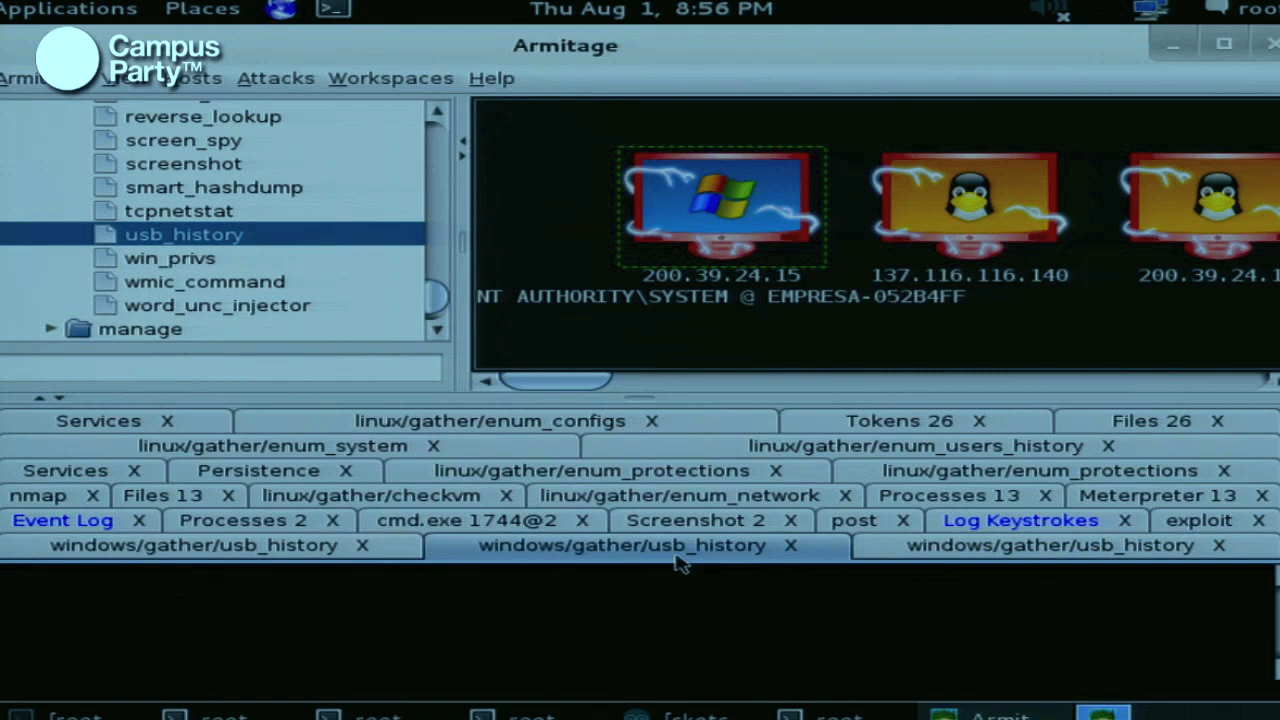 Applications Places Thu Aug 1, 8:56 PM
Campus
Party™
Armitage
Attacks Workspaces Help
reverse_lookup
screen_spy
screenshot
smart_hashdump
tcpnetstat
usb_history
win_privs
wmic_command
word_unc_injector
manage
200.39.24.15 137.116.116.140
NT AUTHORITY\SYSTEM @ EMPRESA-052B4FF
Services X linux/gather/enum_configs X Tokens 26 X Files 26 X
linux/gather/enum_system X linux/gather/enum_users_history X
Services X Persistence X linux/gather/enum_protections X linux/gather/enum_protections X
nmap X Files 13 X linux/gather/checkvm X linux/gather/enum_network X Processes 13 X Meterpreter 13 X
Event Log X Processes 2 X cmd.exe 1744@2 X Screenshot 2 X post X Log Keystrokes X exploit X
windows/gather/usb_history X windows/gather/usb_history X windows/gather/usb_history X